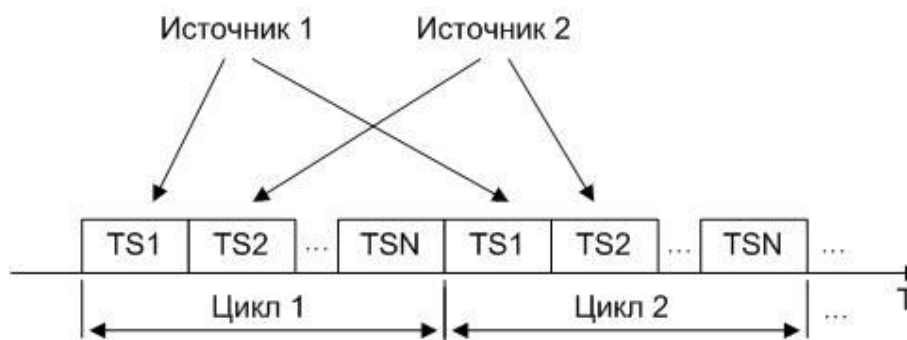 Источник 1 Источник 2
TS1 TS2 ... TSN TS1 TS2 ... TSN ...
T
Цикл 1 Цикл 2 ...